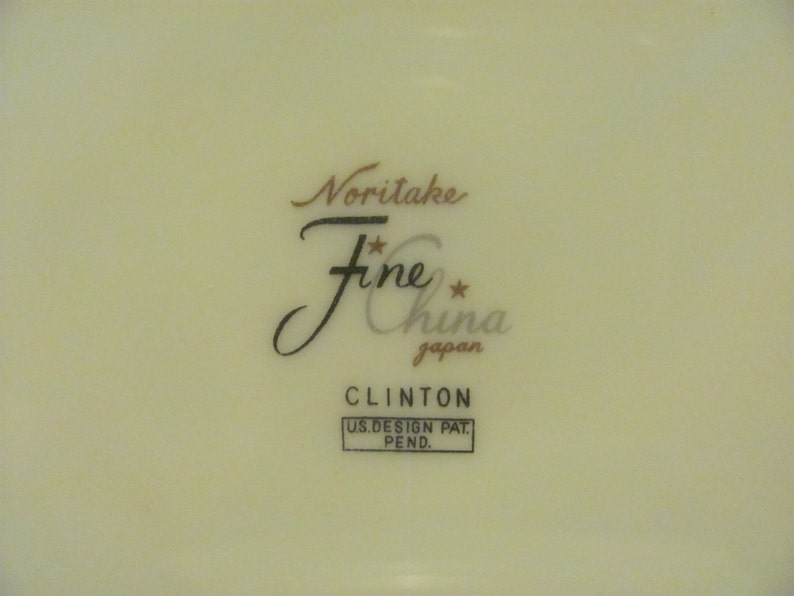 Noritake
Fine
China
japan
CLINTON
U.S. DESIGN PAT.
PEND.